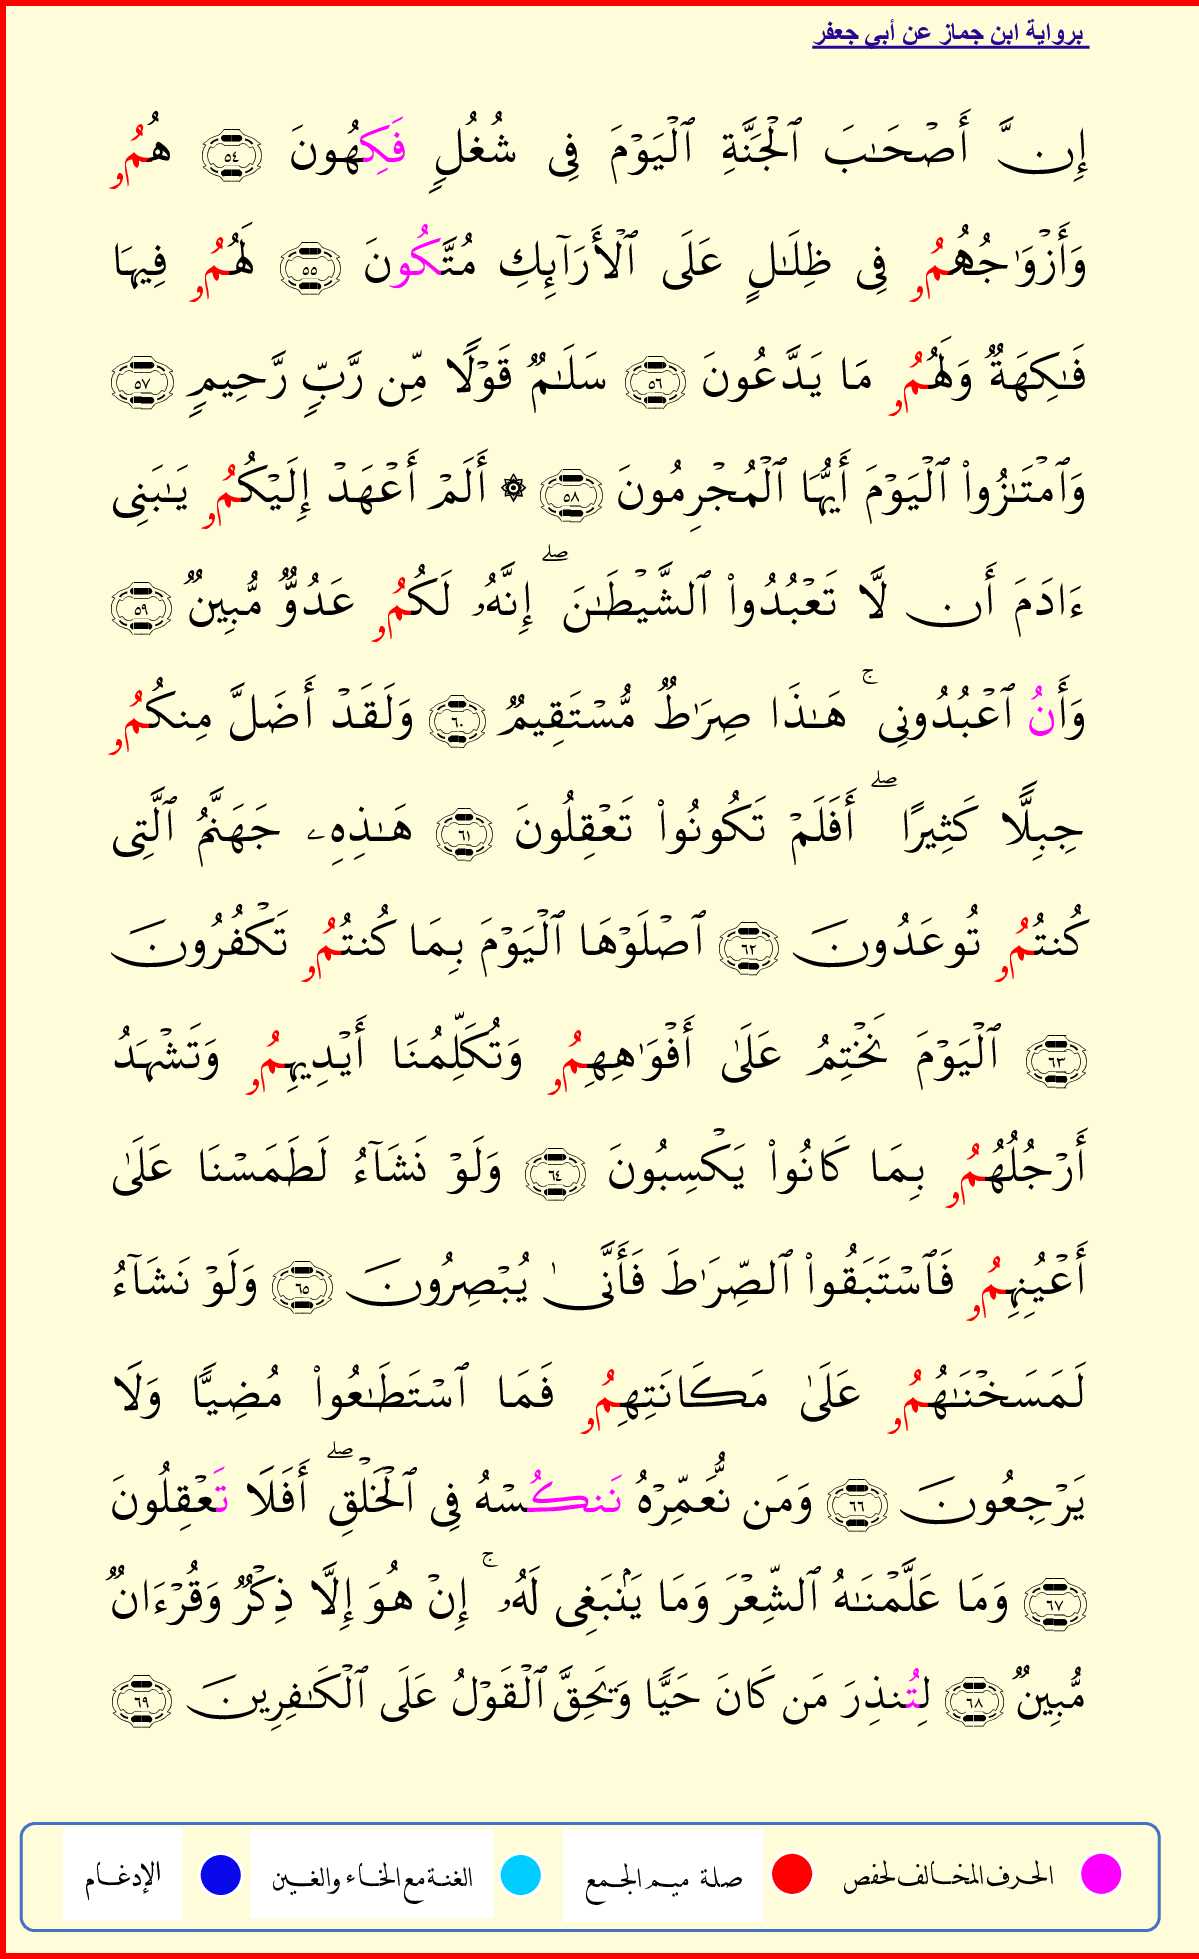 برواية ابن جماز عن أبي جعفر
إِنَّ أَصۡحَـٰبَ ٱلۡجَنَّةِ ٱلۡيَوۡمَ فِی شُغُلٍ فَكِهُونَ ٥٤ هُمُۥ
وَأَزۡوَٰجُهُمُۥ فِی ظِلَـٰلٍ عَلَى ٱلۡأَرَآئِكِ مُتَّكُونَ ٥٥ لَهُمُۥ فِيهَا
فَـٰكِهَةٌ وَلَهُمُۥ مَا يَدَّعُونَ ٥٦ سَلَـٰمٌ قَوۡلًا مِّن رَّبٍّ رَّحِيمٍ ٥٧
وَٱمۡتَـٰزُوا۟ ٱلۡيَوۡمَ أَيُّهَا ٱلۡمُجۡرِمُونَ ٥٨ ۞ أَلَمۡ أَعۡهَدۡ إِلَيۡكُمُۥ يَـٰبَنِی
ءَادَمَ أَن لَّا تَعۡبُدُوا۟ ٱلشَّيۡطَـٰنَ ۖ إِنَّهُۥ لَكُمُۥ عَدُوٌّ مُّبِينٌ ٥٩
وَأَنُ ٱعۡبُدُونِی ۚ هَـٰذَا صِرَٰطٌ مُّسۡتَقِيمٌ ٦٠ وَلَقَدۡ أَضَلَّ مِنكُمُۥ
جِبِلًّا كَثِيرًا ۖ أَفَلَمۡ تَكُونُوا۟ تَعۡقِلُونَ ٦١ هَـٰذِهِۦ جَهَنَّمُ ٱلَّتِی
كُنتُمُۥ تُوعَدُونَ ٦٢ ٱصۡلَوۡهَا ٱلۡيَوۡمَ بِمَا كُنتُمُۥ تَكۡفُرُونَ
٦٣ ٱلۡيَوۡمَ نَخۡتِمُ عَلَىٰ أَفۡوَٰهِهِمُۥ وَتُكَلِّمُنَا أَيۡدِيهِمُۥ وَتَشۡهَدُ
أَرۡجُلُهُمُۥ بِمَا كَانُوا۟ يَكۡسِبُونَ ٦٤ وَلَوۡ نَشَآءُ لَطَمَسۡنَا عَلَىٰ
أَعۡيُنِهِمُۥ فَٱسۡتَبَقُوا۟ ٱلصِّرَٰطَ فَأَنَّىٰ يُبۡصِرُونَ ٦٥ وَلَوۡ نَشَآءُ
لَمَسَخۡنَـٰهُمُۥ عَلَىٰ مَكَانَتِهِمُۥ فَمَا ٱسۡتَطَـٰعُوا۟ مُضِيًّا وَلَا
يَرۡجِعُونَ ٦٦ وَمَن نُّعَمِّرۡهُ نَنكُسۡهُ فِی ٱلۡخَلۡقِ ۖ أَفَلَا تَعۡقِلُونَ
٦٧ وَمَا عَلَّمۡنَـٰهُ ٱلشِّعۡرَ وَمَا يَنۢبَغِی لَهُۥ ۚ إِنۡ هُوَ إِلَّا ذِكۡرٌ وَقُرۡءَانٌ
مُّبِينٌ ٦٨ لِتُنذِرَ مَن كَانَ حَيًّا وَيَحِقَّ ٱلۡقَوۡلُ عَلَى ٱلۡكَـٰفِرِينَ ٦٩
الحرف المخالف لحفص صلة ميم الجمع الغنة مع الخاء والغين الإدغام